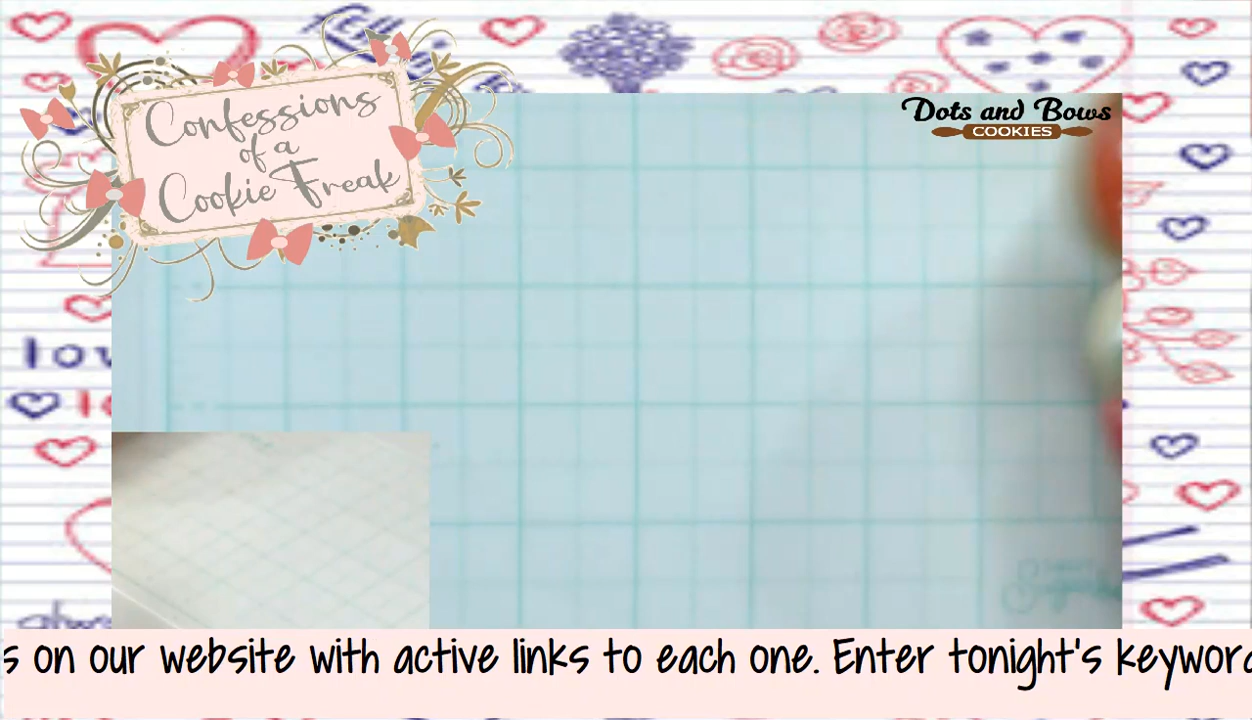 Confessions
of a
Cookie Freak
Dots and Bows
COOKIES
s on our website with active links to each one. Enter tonight's keyword